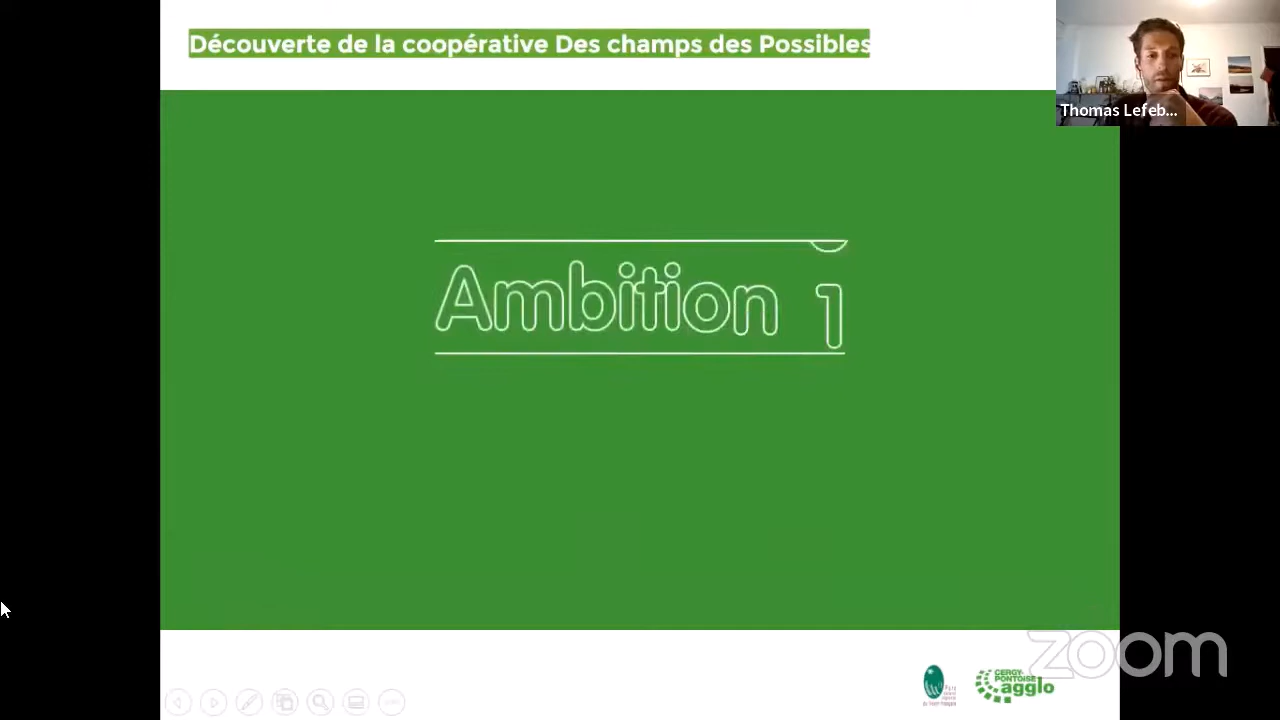 Découverte de la coopérative Des champs des Possibles
Thomas Lefeb...
Ambition 1
zoom
CERGY-
PONTOISE
agglo